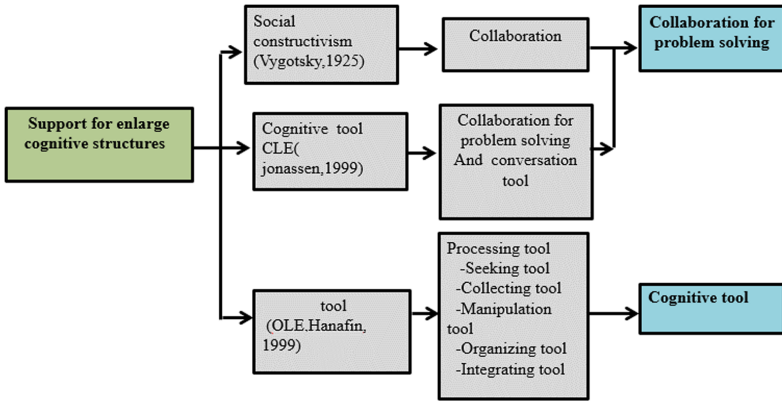 Support for enlarge
cognitive structures
Social
constructivism
(Vygotsky,1925)
Collaboration
Collaboration for
problem solving
Cognitive tool
CLE(
jonassen,1999)
Collaboration for
problem solving
And conversation
tool
tool
(OLE.Hanafin,
1999)
Processing tool
-Seeking tool
-Collecting tool
-Manipulation
tool
-Organizing tool
-Integrating tool
Cognitive tool